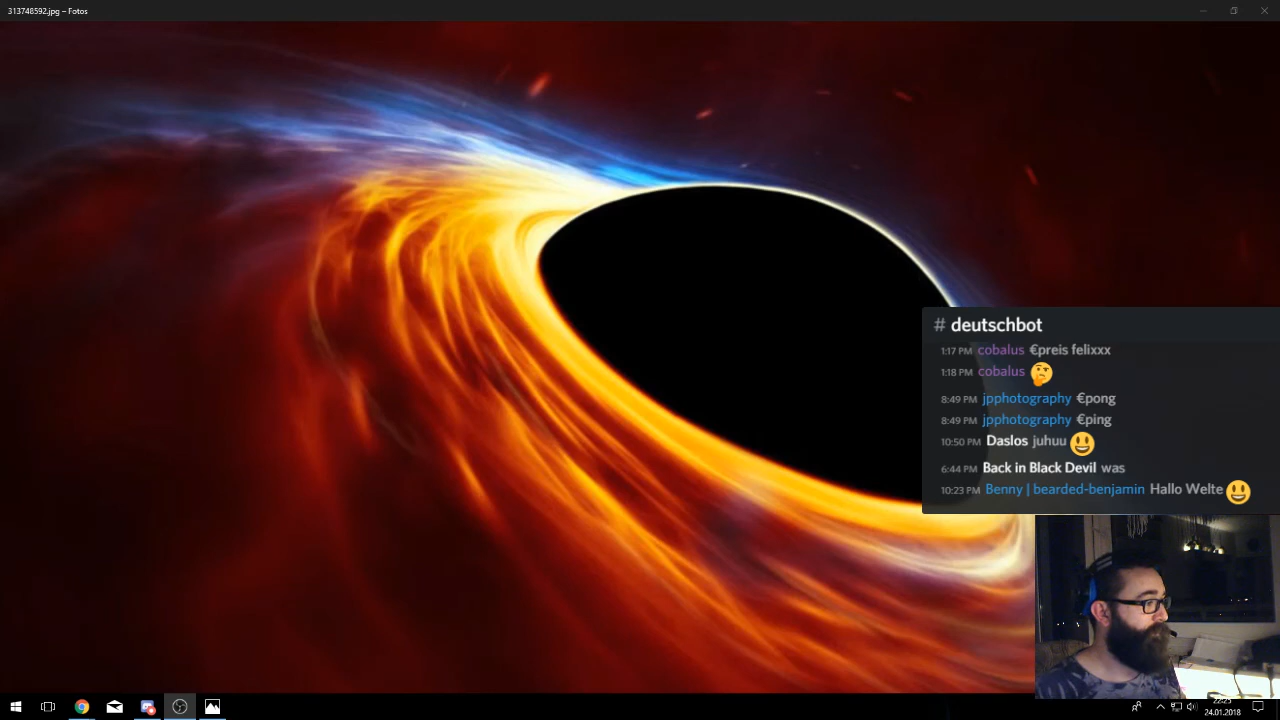 313748592.jpg – Fotos
# deutschbot
1:17 PM cobalus €preis felixxx
1:18 PM cobalus
8:49 PM jpphotography €pong
8:49 PM jpphotography €ping
10:50 PM Daslos juhuu
6:44 PM Back in Black Devil was
10:23 PM Benny | bearded-benjamin Hallo Welte
22:25
24.01.2018